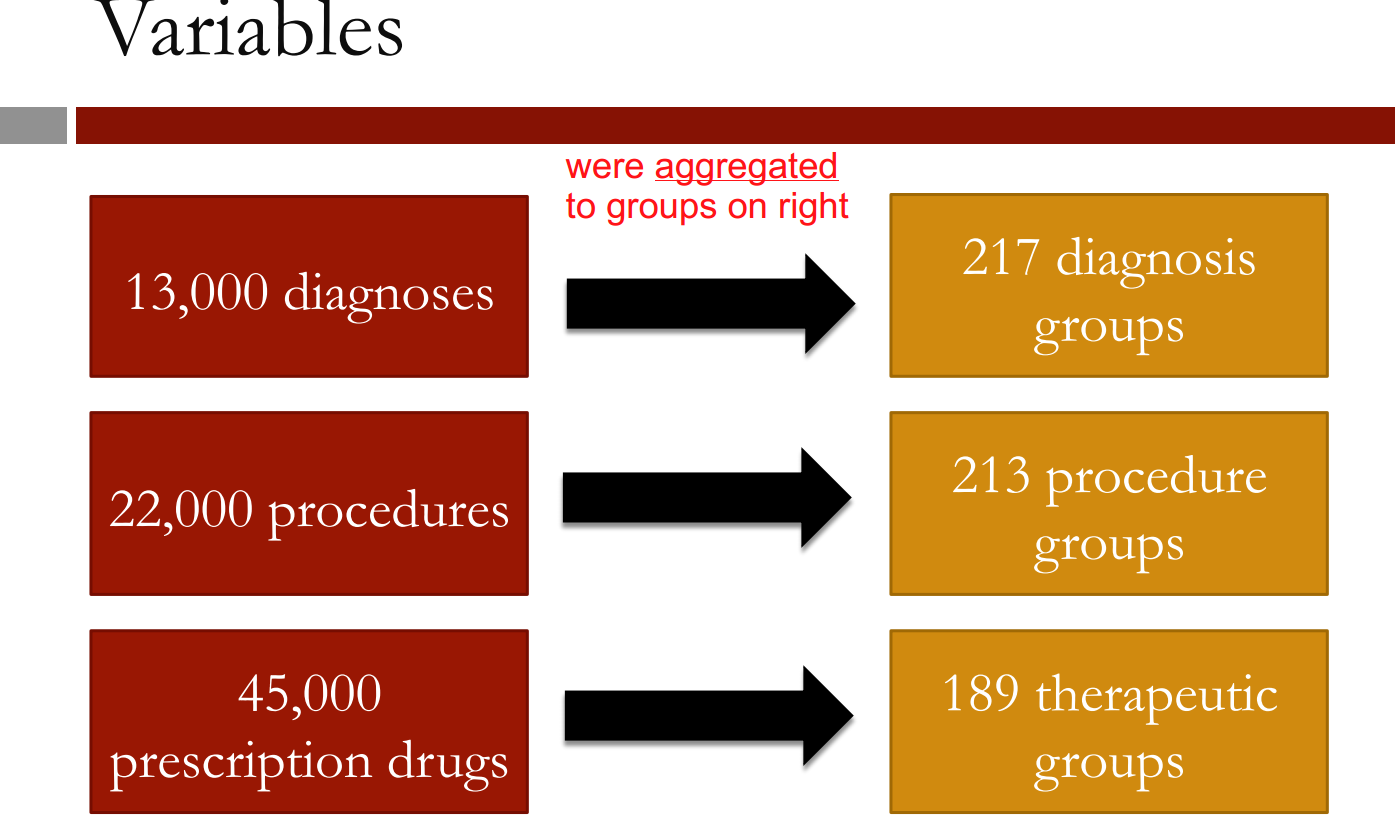 Variables
were aggregated
to groups on right
13,000 diagnoses
217 diagnosis
groups
22,000 procedures
213 procedure
groups
45,000
prescription drugs
189 therapeutic
groups